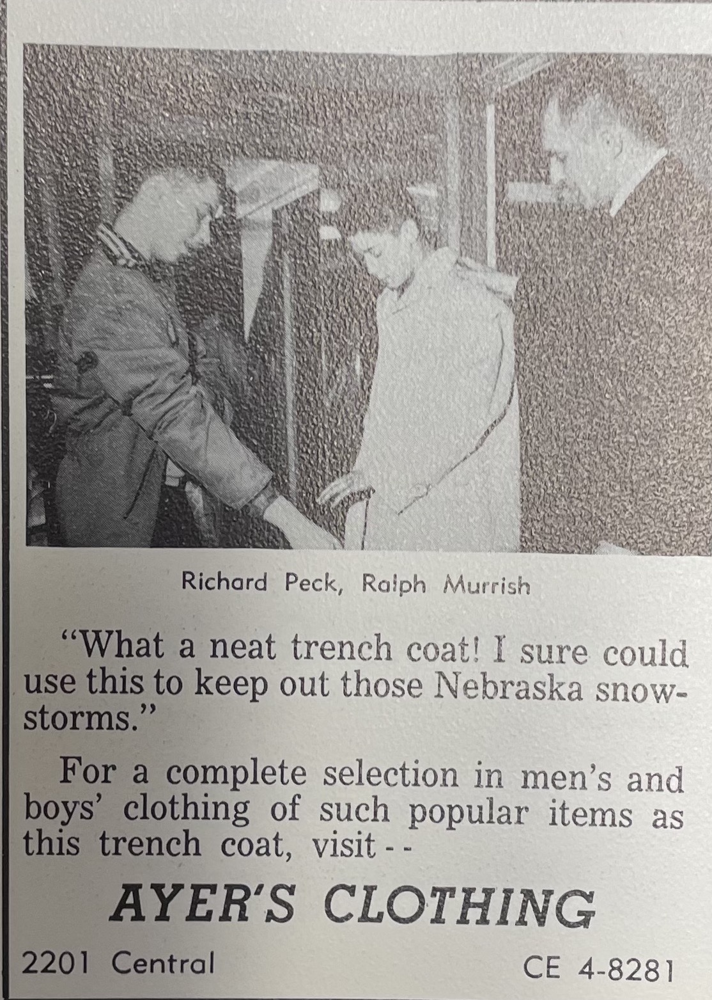 Richard Peck, Ralph Murrish
“What a neat trench coat! I sure could
use this to keep out those Nebraska snow-
storms.”
For a complete selection in men’s and
boys’ clothing of such popular items as
this trench coat, visit - -
AYER’S CLOTHING
2201 Central
CE 4-8281